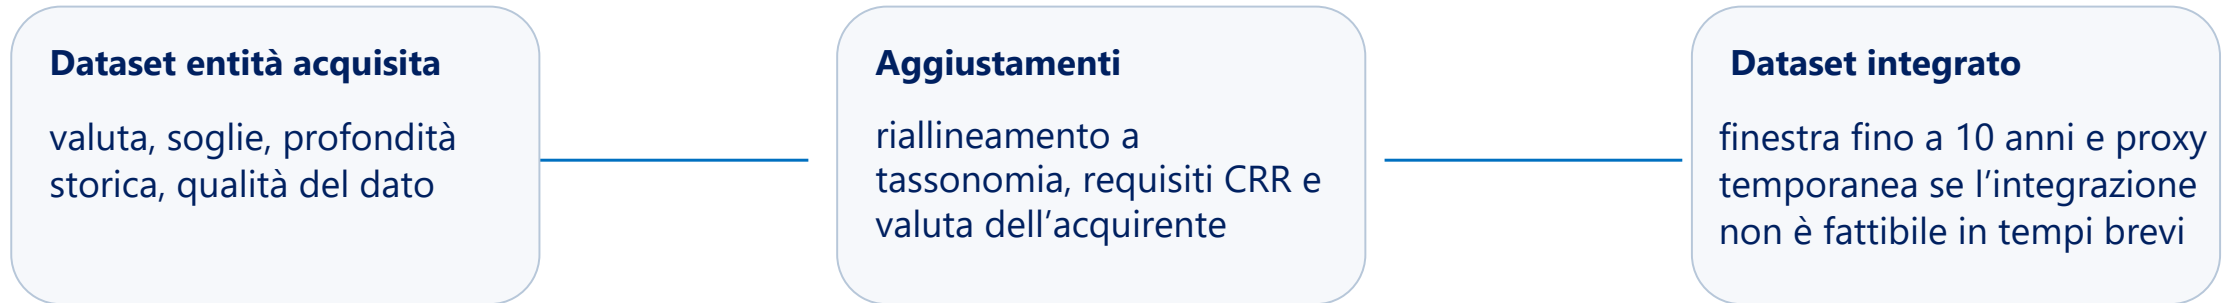 Dataset entità acquisita
valuta, soglie, profondità
storica, qualità del dato
Aggiustamenti
riallineamento a
tassonomia, requisiti CRR e
valuta dell’acquirente
Dataset integrato
finestra fino a 10 anni e proxy
temporanea se l’integrazione
non è fattibile in tempi brevi